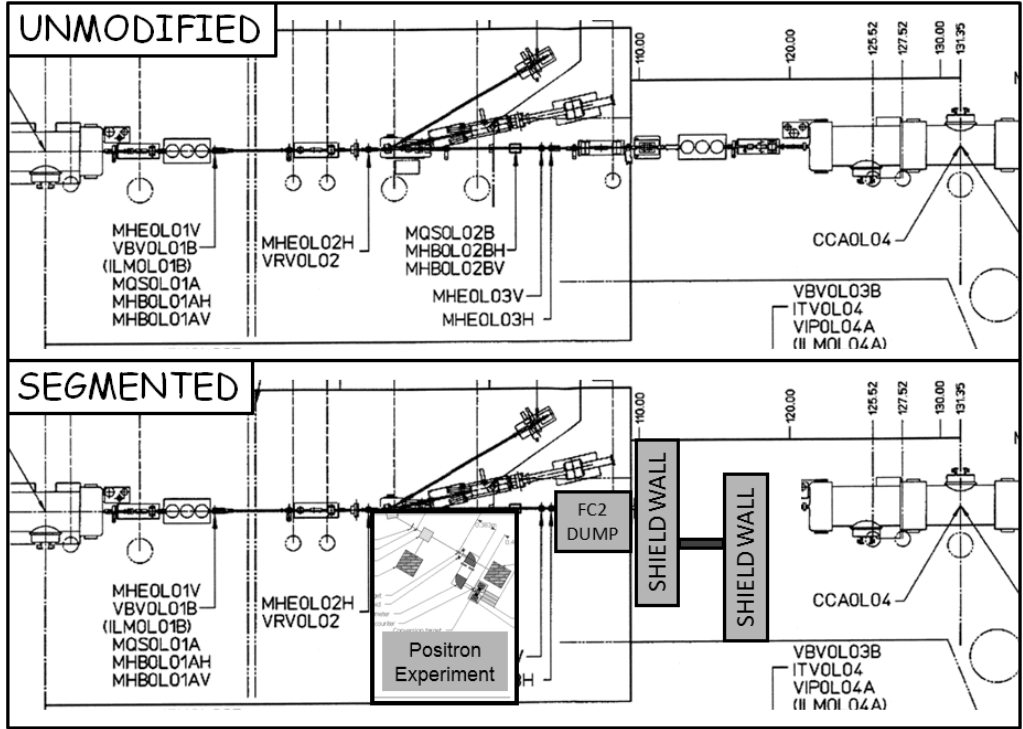 UNMODIFIED
110.00
120.00
125.52
127.52
130.00
131.35
MHE0L01V
VBV0L01B
(ILM0L01B)
MQS0L01A
MHB0L01AH
MHB0L01AV
MHE0L02H
VRV0L02
MQS0L02B
MHB0L02BH
MHB0L02BV
MHE0L03V
MHE0L03H
CCA0L04
VBV0L03B
ITV0L04
VIP0L04A
(ILM0L04A)
SEGMENTED
110.00
120.00
125.52
127.52
130.00
131.35
FC2
DUMP
SHIELD WALL
SHIELD WALL
MHE0L01V
VBV0L01B
(ILM0L01B)
MQS0L01A
MHB0L01AH
MHB0L01AV
MHE0L02H
VRV0L02
Conversion target
Positron
Experiment
V
3H
CCA0L04
VBV0L03B
ITV0L04
VIP0L04A
(ILM0L04A)